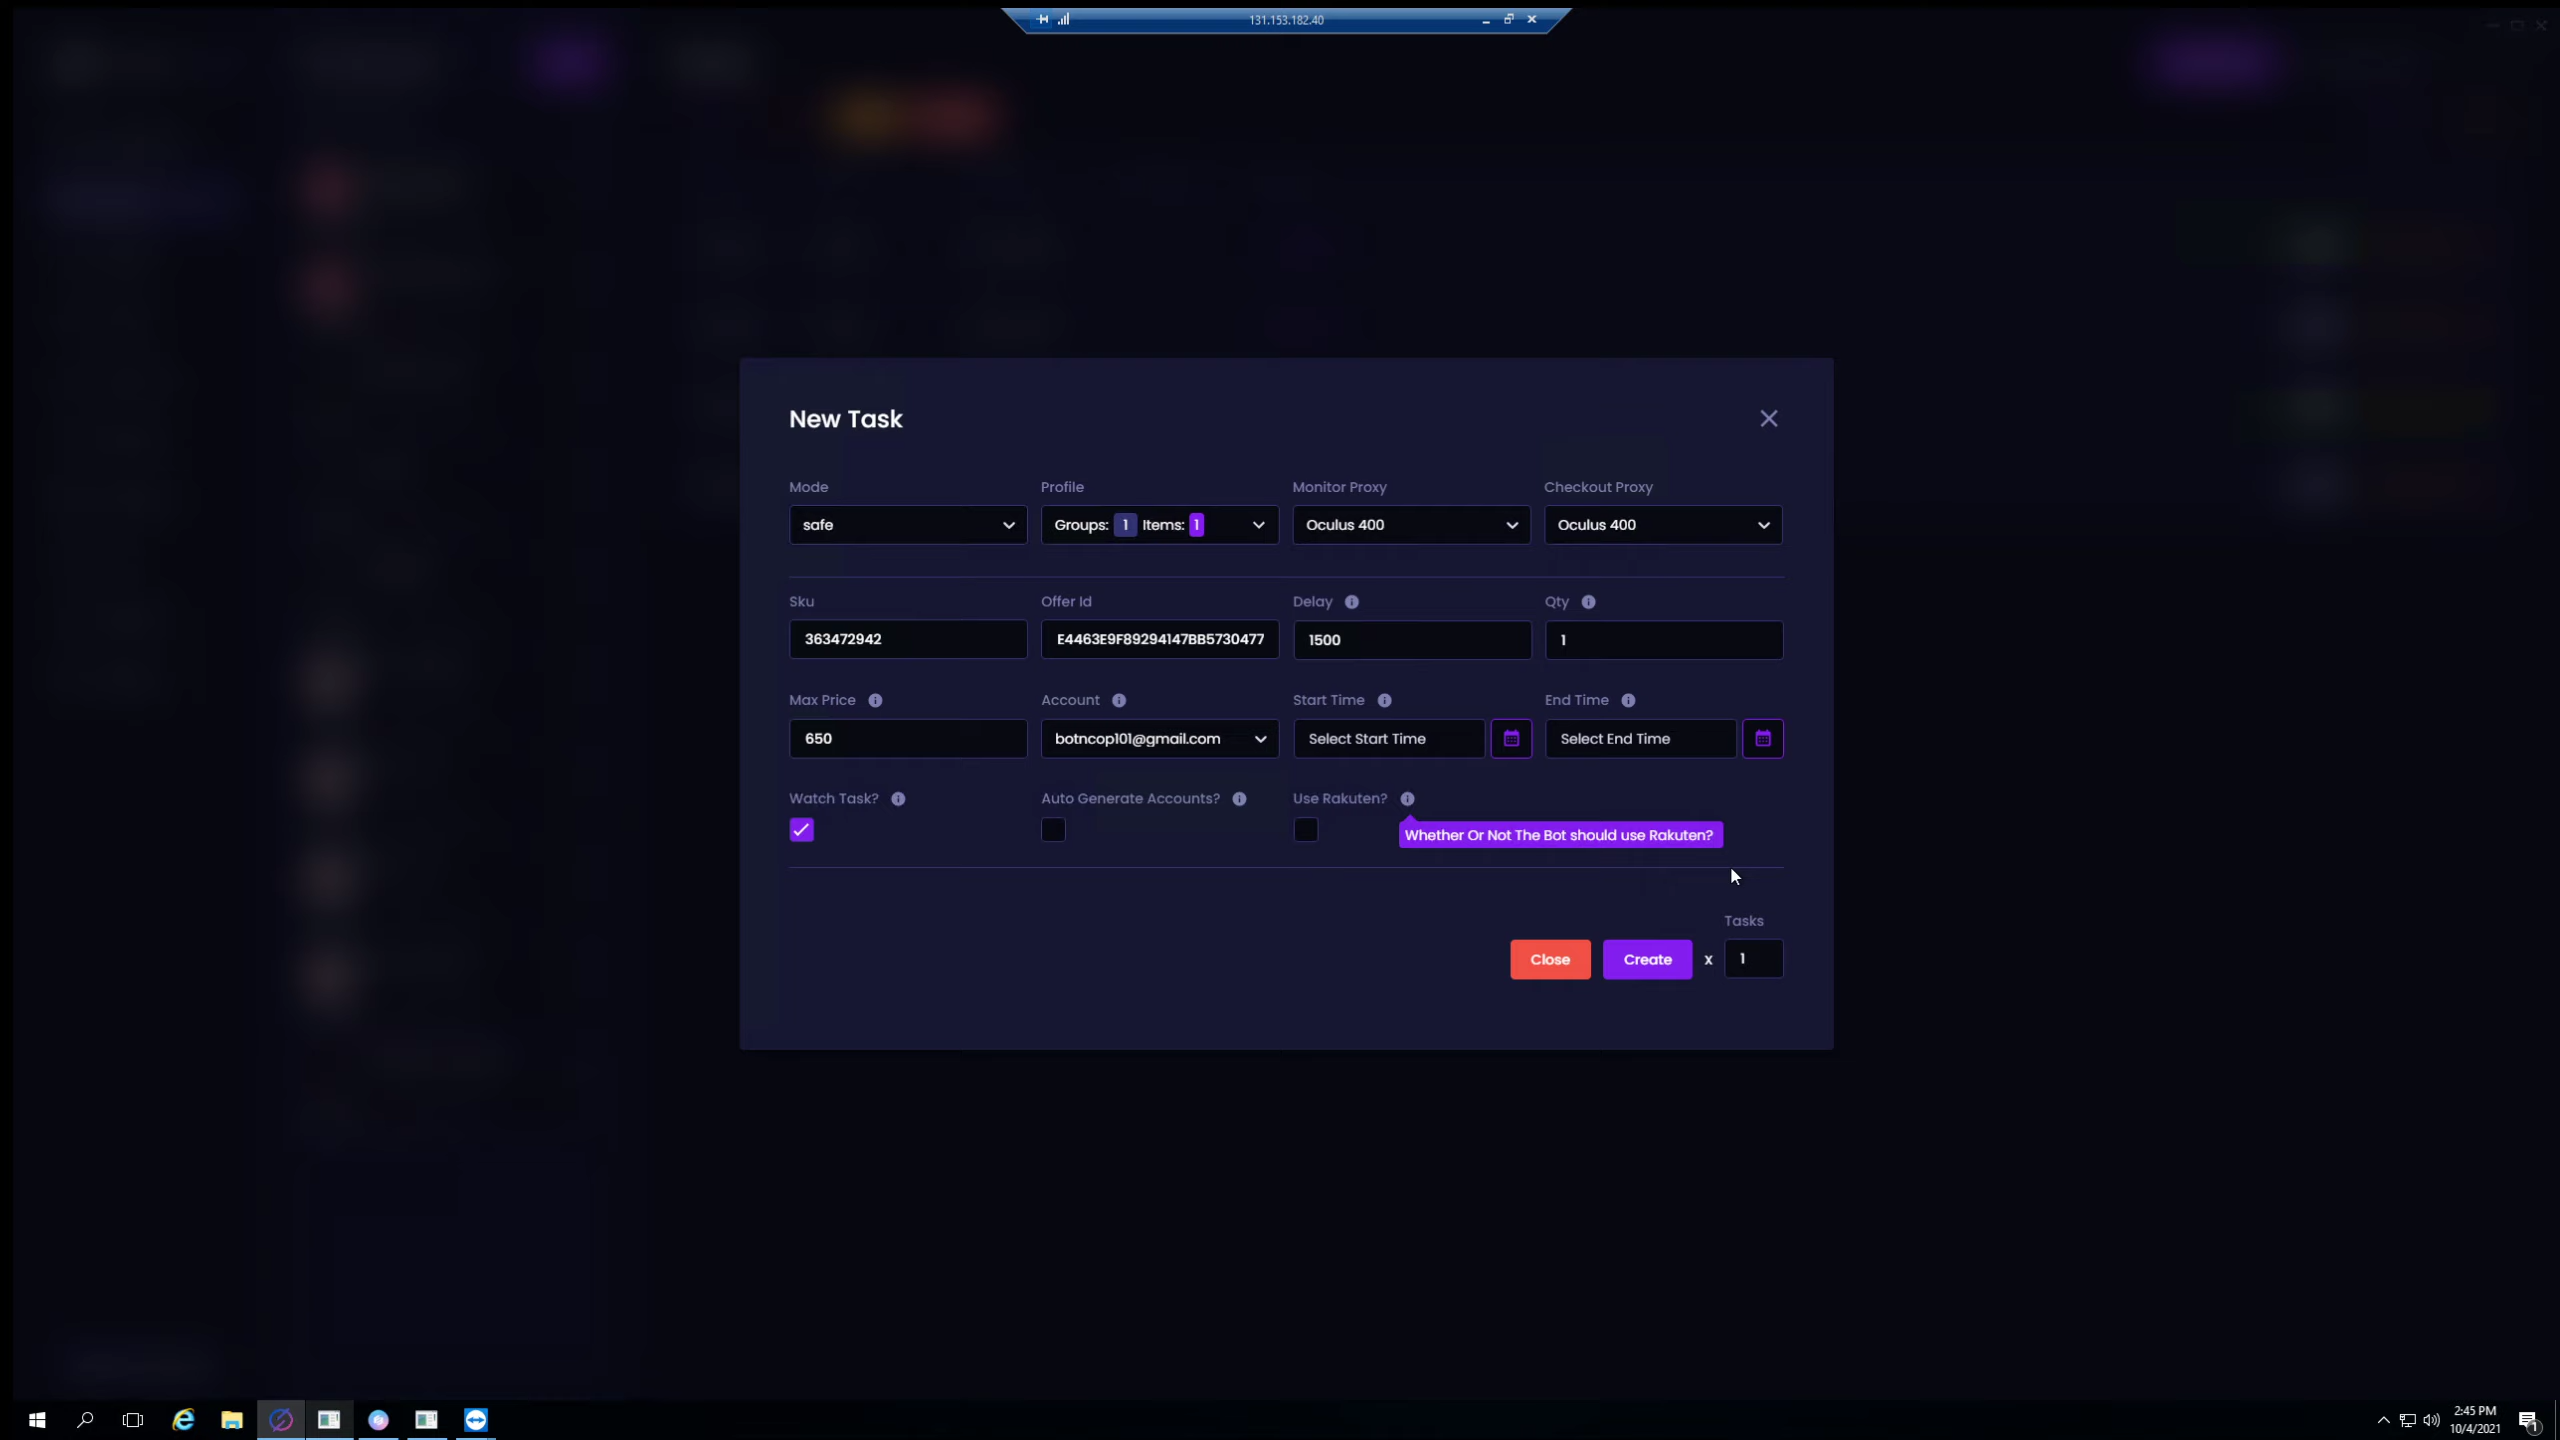 131.153.182.40
New Task
Mode Profile Monitor Proxy Checkout Proxy
safe Groups: 1 Items: 1 Oculus 400 Oculus 400
Sku Offer Id Delay Qty
363472942 E4463E9F89294147BB5730477 1500 1
Max Price Account Start Time End Time
650 botncop101@gmail.com Select Start Time Select End Time
Watch Task? Auto Generate Accounts? Use Rakuten?
Whether Or Not The Bot should use Rakuten?
Tasks
Close Create x 1
2:45 PM
10/4/2021
1